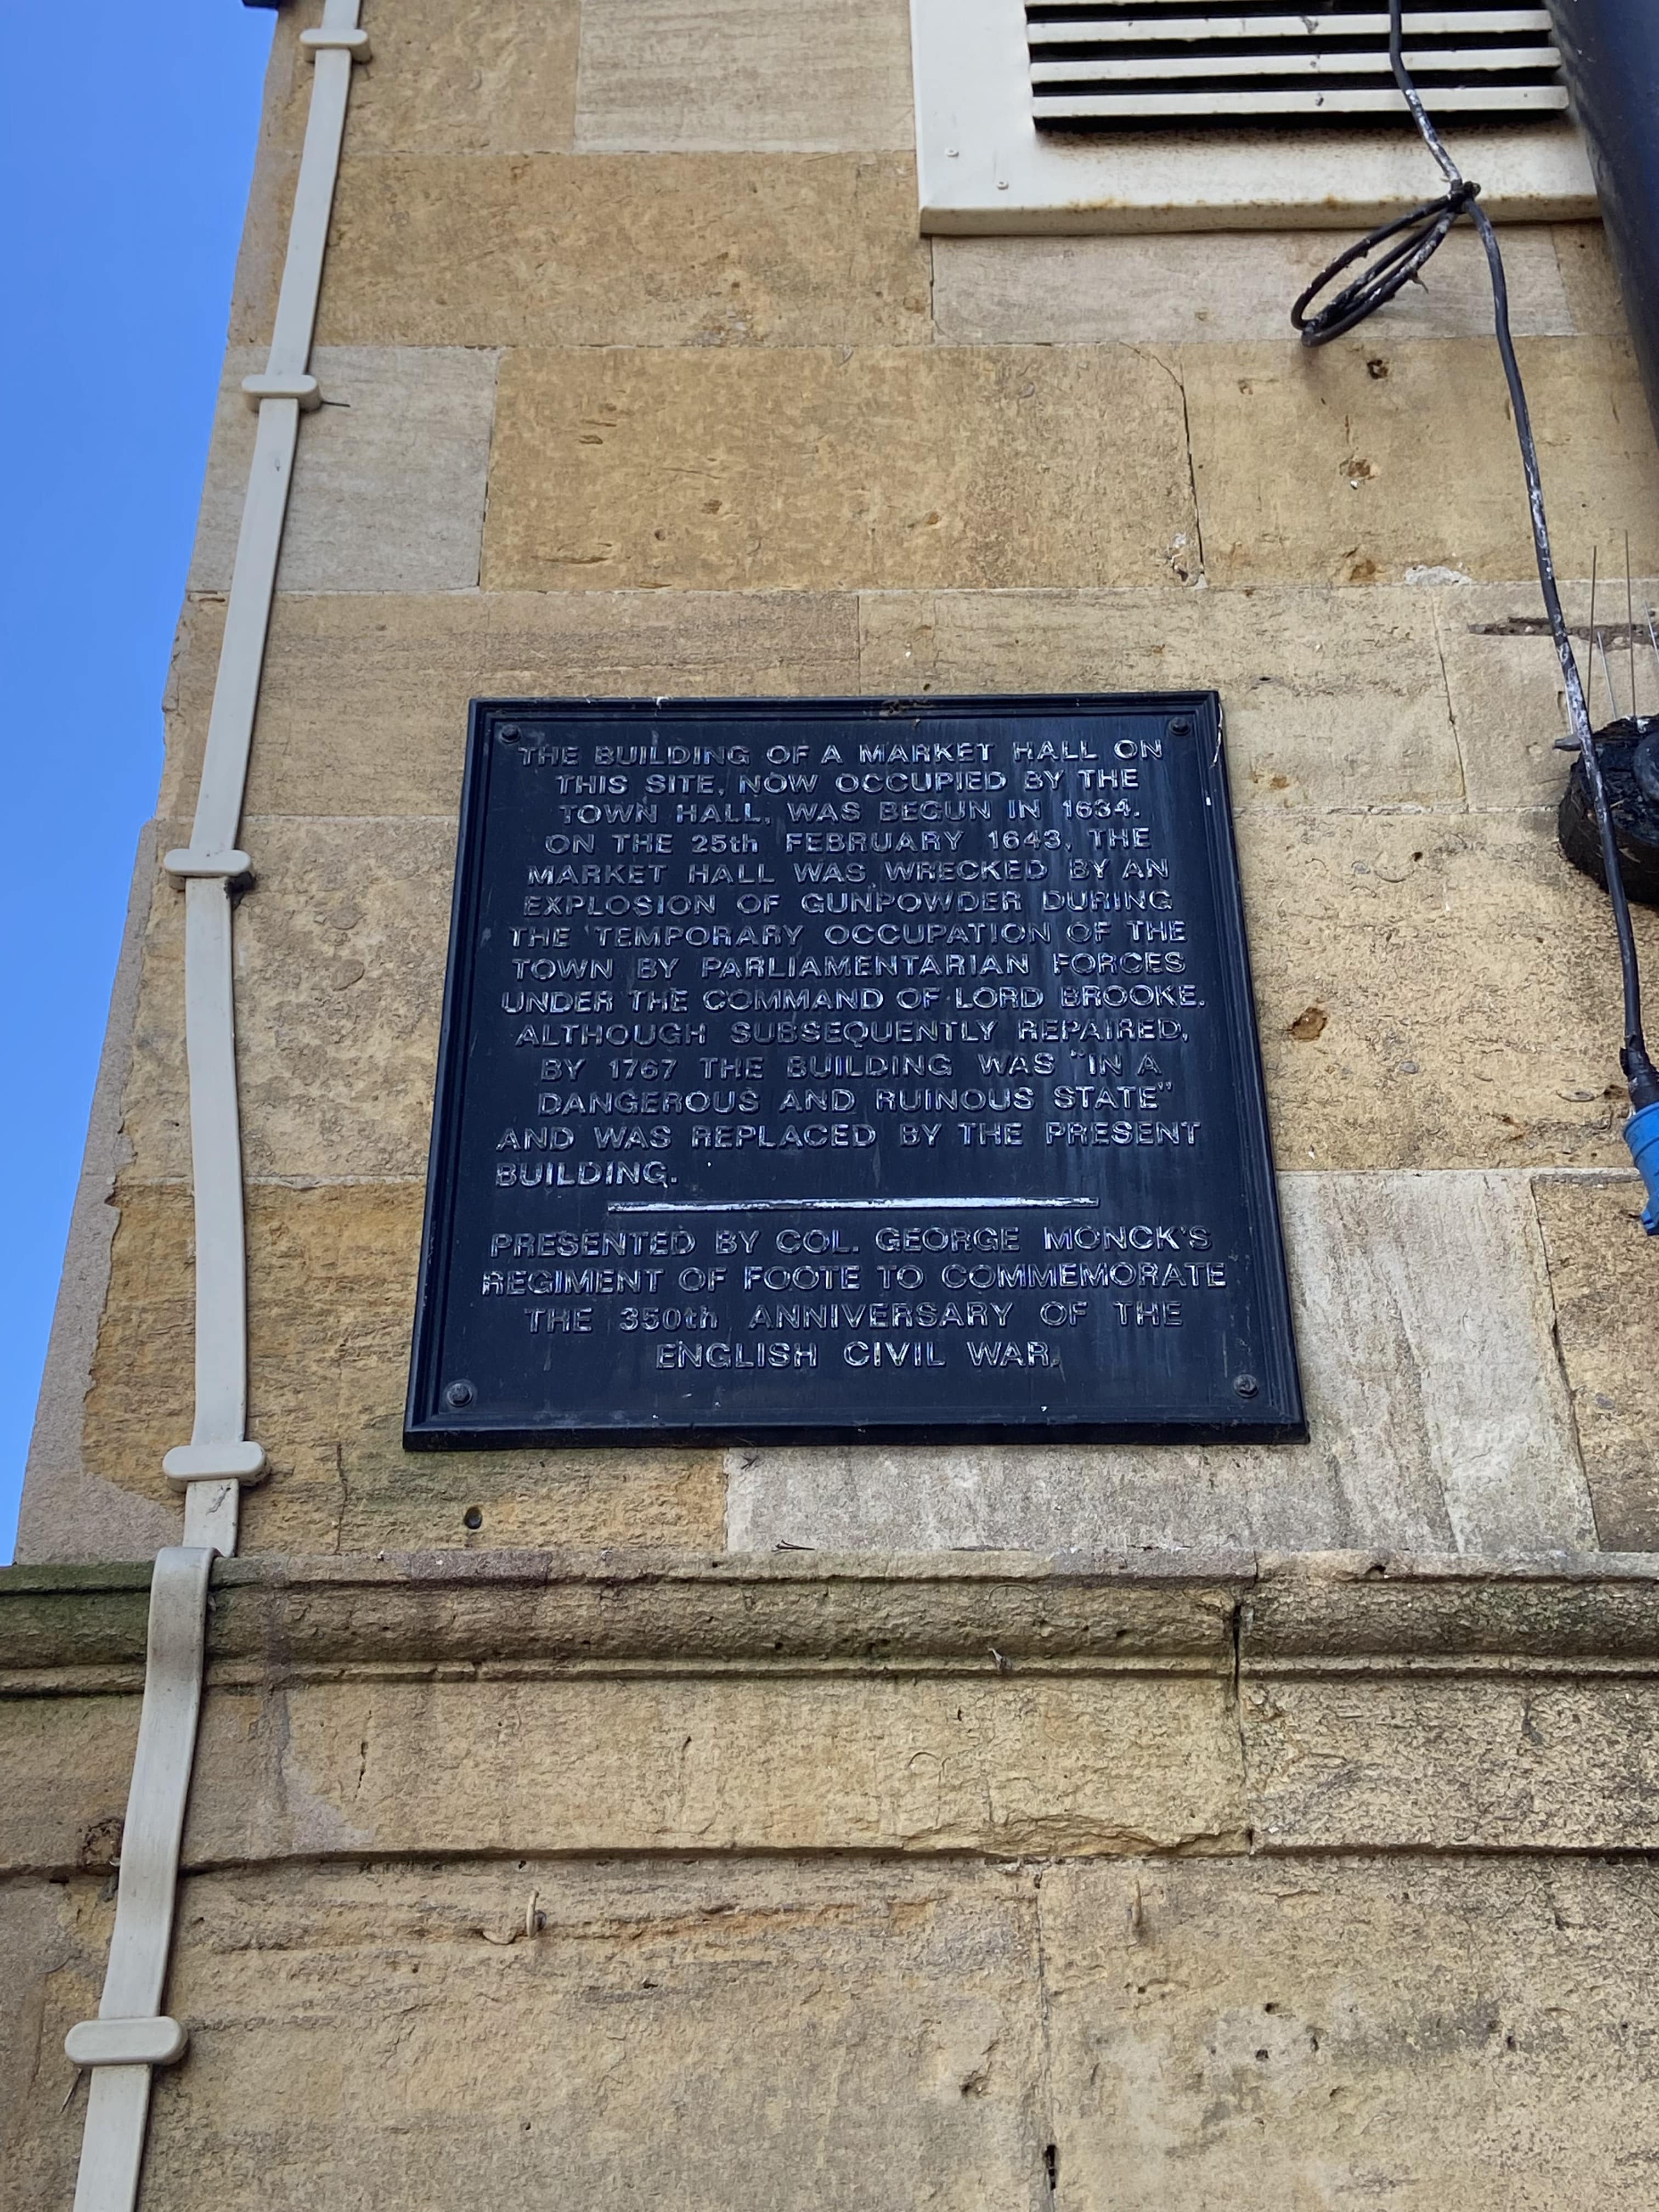 THE BUILDING OF A MARKET HALL ON
THIS SITE, NOW OCCUPIED BY THE
TOWN HALL, WAS BEGUN IN 1634.
ON THE 25th FEBRUARY 1643, THE
MARKET HALL WAS WRECKED BY AN
EXPLOSION OF GUNPOWDER DURING
THE TEMPORARY OCCUPATION OF THE
TOWN BY PARLIAMENTARIAN FORCES
UNDER THE COMMAND OF LORD BROOKE.
ALTHOUGH SUBSEQUENTLY REPAIRED,
BY 1767 THE BUILDING WAS "IN A
DANGEROUS AND RUINOUS STATE"
AND WAS REPLACED BY THE PRESENT
BUILDING.
PRESENTED BY COL. GEORGE MONCK'S
REGIMENT OF FOOTE TO COMMEMORATE
THE 350th ANNIVERSARY OF THE
ENGLISH CIVIL WAR.